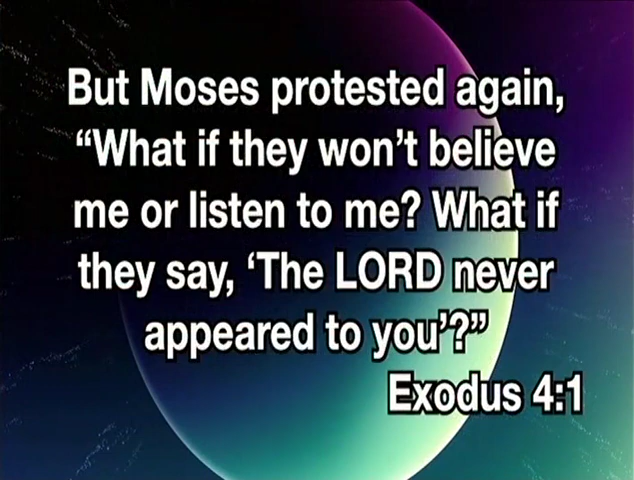 But Moses protested again,
“What if they won’t believe
me or listen to me? What if
they say, ‘The LORD never
appeared to you’?”
Exodus 4:1